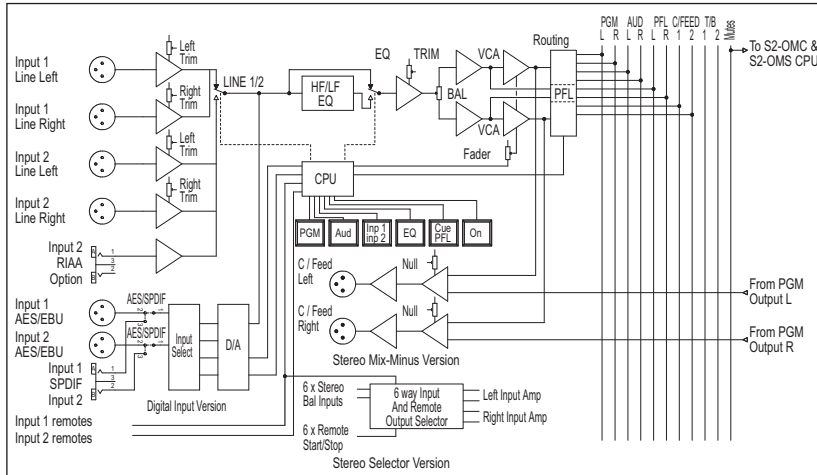 PGM AUD PFL C/FEED T/B
L R L R L R 1 2 1 2 Mutes
To S2-OMC &
S2-OMS CPU
Input 1
Line Left
Left
Trim
Input 1
Line Right
Right
Trim
Input 2
Line Left
Left
Trim
Input 2
Line Right
Right
Trim
LINE 1/2
HF/LF
EQ
EQ
TRIM
BAL
VCA
VCA
Routing
PFL
Fader
CPU
PGM
Aud
Inp 1
inp 2
EQ
Cue
PFL
On
Input 2
RIAA
Option
A
B
1
3
2
C / Feed
Left
Null
C / Feed
Right
Null
Stereo Mix-Minus Version
From PGM
Output L
From PGM
Output R
Input 1
AES/EBU
AES/SPDIF
2 1
3
Input 2
AES/EBU
AES/SPDIF
2 1
3
Input 1
SPDIF
Input 2
A
B
1
3
2
Input
Select
D/A
Digital Input Version
Input 1 remotes
Input 2 remotes
6 x Stereo
Bal Inputs
6 x Remote
Start/Stop
6 way Input
And Remote
Output Selector
Left Input Amp
Right Input Amp
Stereo Selector Version